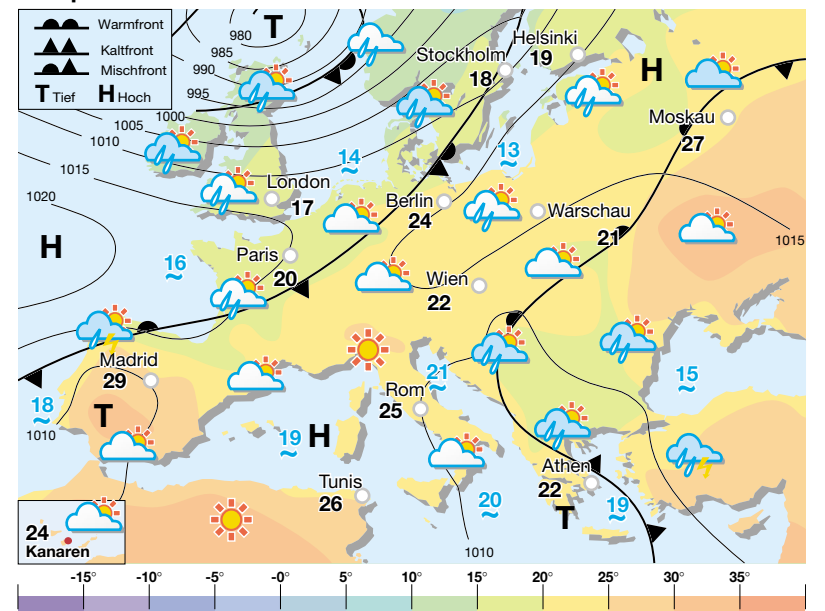 Warmfront
Kaltfront
Mischfront
T Tief H Hoch
T
980
985
990
995
1000
1005
1010
1015
1020
H
Stockholm
18
Helsinki
19
H
Moskau
27
14
13
London
17
Berlin
24
Warschau
21
1015
16
Paris
20
Wien
22
Madrid
29
T
18
1010
21
Rom
25
15
19
H
Tunis
26
20
Athen
22
T
19
1010
24
Kanaren
-15° -10° -5° -0° 5° 10° 15° 20° 25° 30° 35°